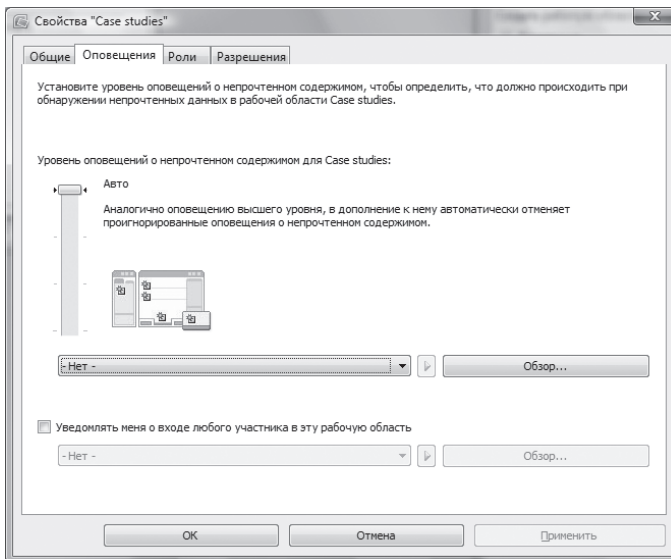 Свойства "Case studies"
Общие Оповещения Роли Разрешения
Установите уровень оповещений о непрочтенном содержимом, чтобы определить, что должно происходить при
обнаружении непрочтенных данных в рабочей области Case studies.
Уровень оповещений о непрочтенном содержимом для Case studies:
Авто
Аналогично оповещению высшего уровня, в дополнение к нему автоматически отменяет
проигнорированные оповещения о непрочтенном содержимом.
- Нет - Обзор...
Уведомлять меня о входе любого участника в эту рабочую область
- Нет - Обзор...
ОК Отмена Применить